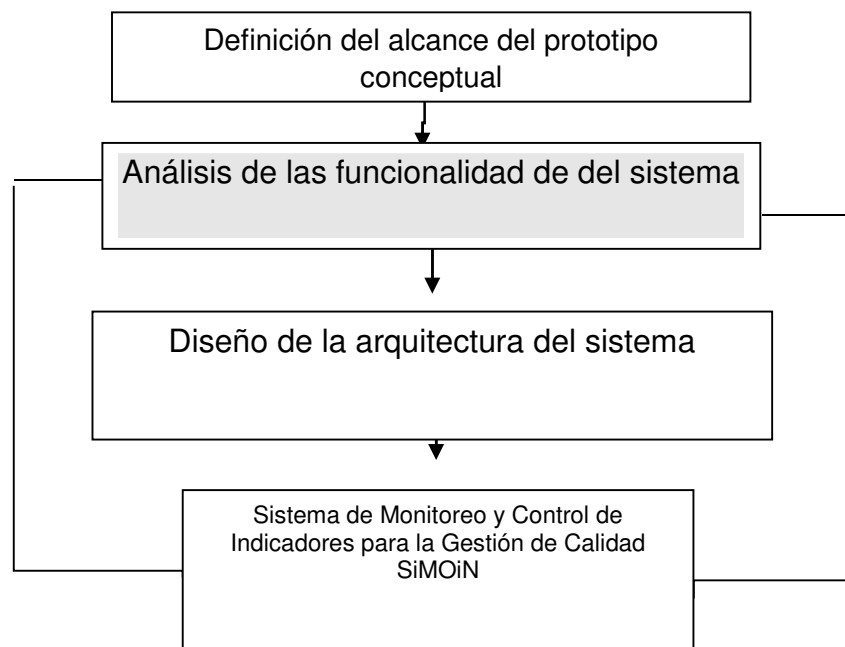 Definición del alcance del prototipo
conceptual
Análisis de las funcionalidad de del sistema
Diseño de la arquitectura del sistema
Sistema de Monitoreo y Control de
Indicadores para la Gestión de Calidad
SiMOiN